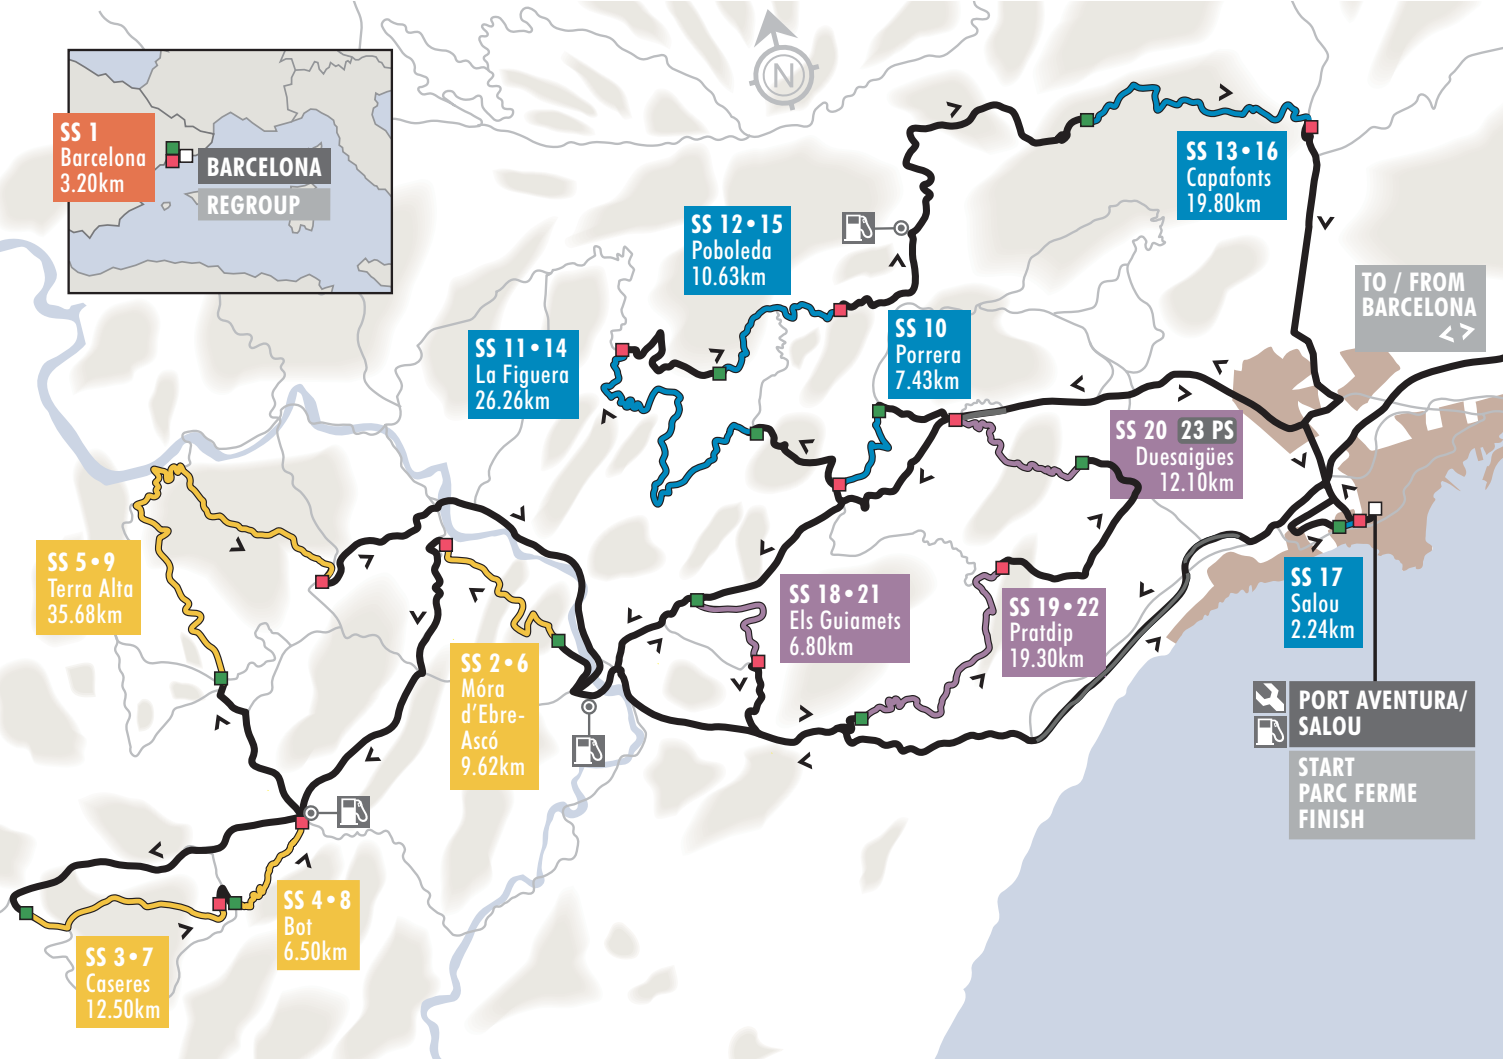 SS 1
Barcelona
3.20km
BARCELONA
REGROUP
N
SS 13•16
Capafonts
19.80km
SS 12•15
Poboleda
10.63km
TO / FROM
BARCELONA
SS 10
Porrera
7.43km
SS 11•14
La Figuera
26.26km
SS 20 23 PS
Duesaigües
12.10km
SS 5•9
Terra Alta
35.68km
SS 17
Salou
2.24km
SS 18•21
Els Guiamets
6.80km
SS 19•22
Pratdip
19.30km
SS 2•6
Móra
d'Ebre-
Ascó
9.62km
PORT AVENTURA/
SALOU
START
PARC FERME
FINISH
SS 4•8
Bot
6.50km
SS 3•7
Caseres
12.50km